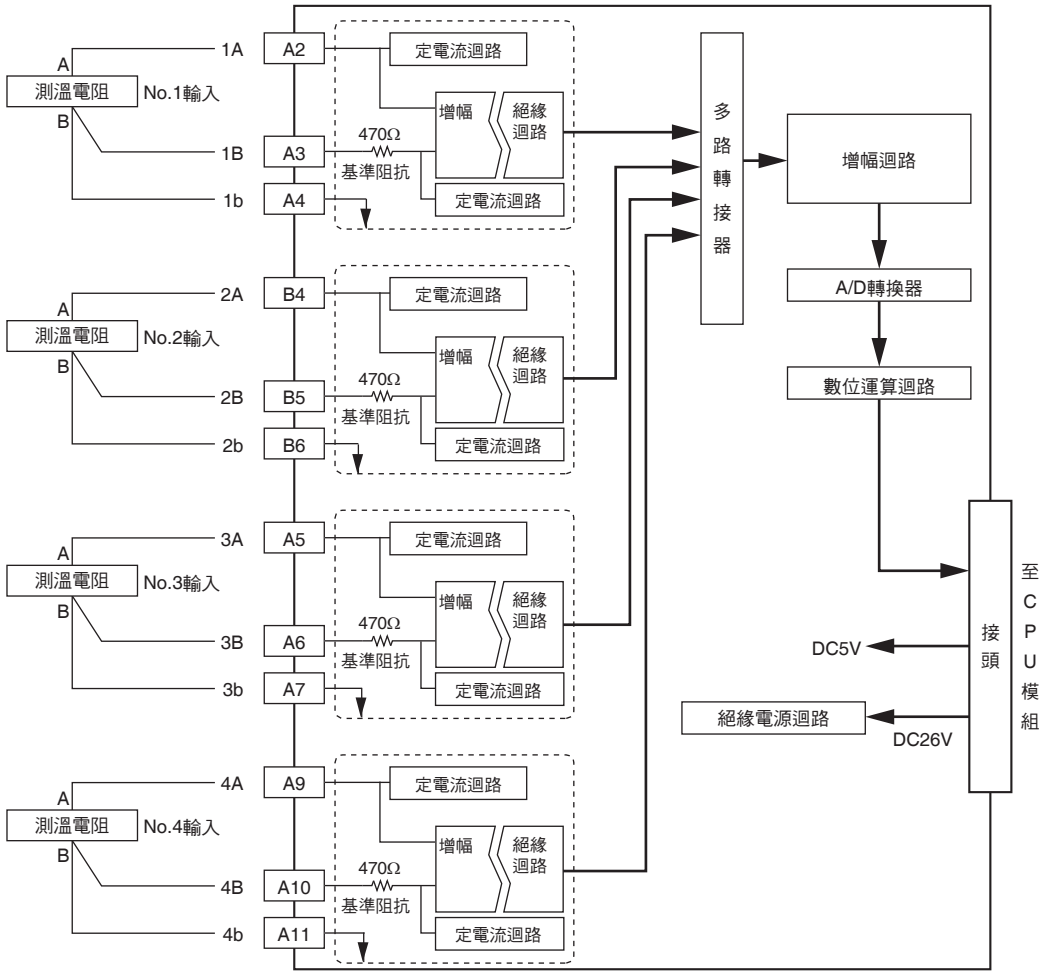 A
測溫電阻
B
No.1輸入
1A
1B
1b
A2
A3
A4
定電流迴路
增幅
絕緣
迴路
470Ω
基準阻抗
定電流迴路
A
測溫電阻
B
No.2輸入
2A
2B
2b
B4
B5
B6
定電流迴路
增幅
絕緣
迴路
470Ω
基準阻抗
定電流迴路
A
測溫電阻
B
No.3輸入
3A
3B
3b
A5
A6
A7
定電流迴路
增幅
絕緣
迴路
470Ω
基準阻抗
定電流迴路
A
測溫電阻
B
No.4輸入
4A
4B
4b
A9
A10
A11
定電流迴路
增幅
絕緣
迴路
470Ω
基準阻抗
定電流迴路
多路轉接器
增幅迴路
A/D轉換器
數位運算迴路
DC5V
絕緣電源迴路
DC26V
接頭
至CPU模組